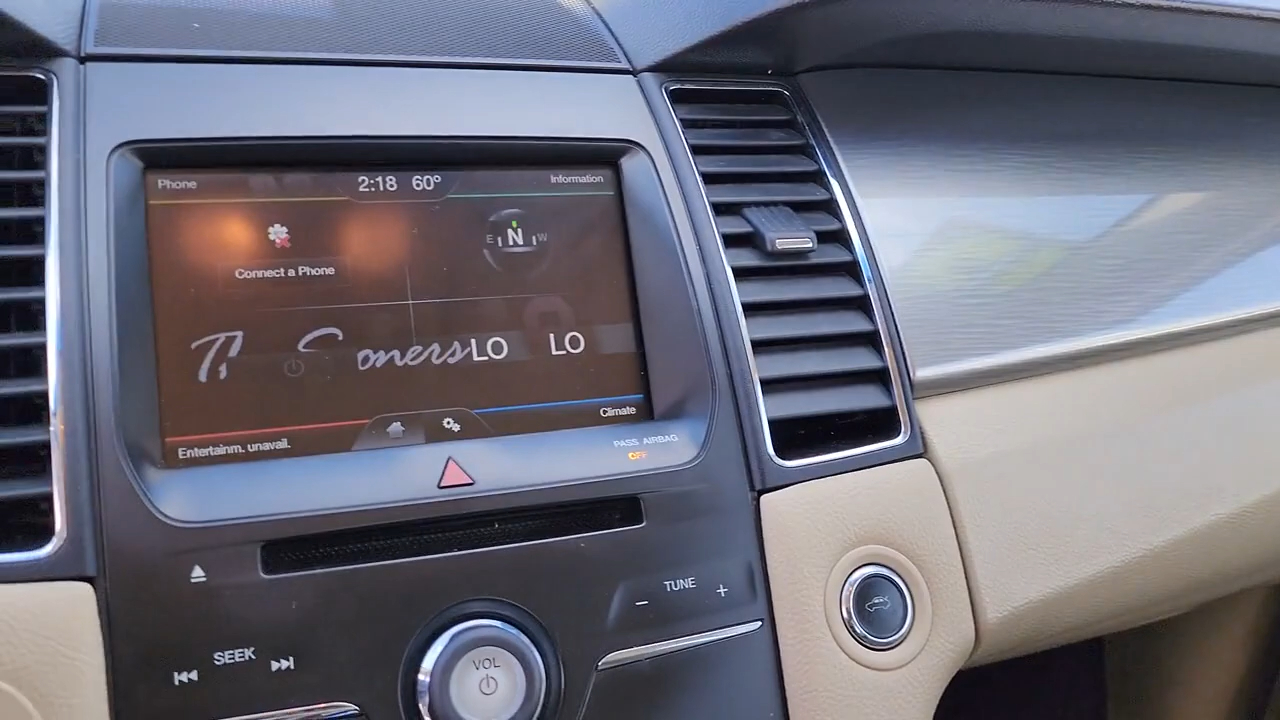 Phone 2:18 60° Information
E N W
Connect a Phone
LO LO
Climate
Entertainm. unavail.
PASS AIRBAG
OFF
TUNE
- +
SEEK
VOL